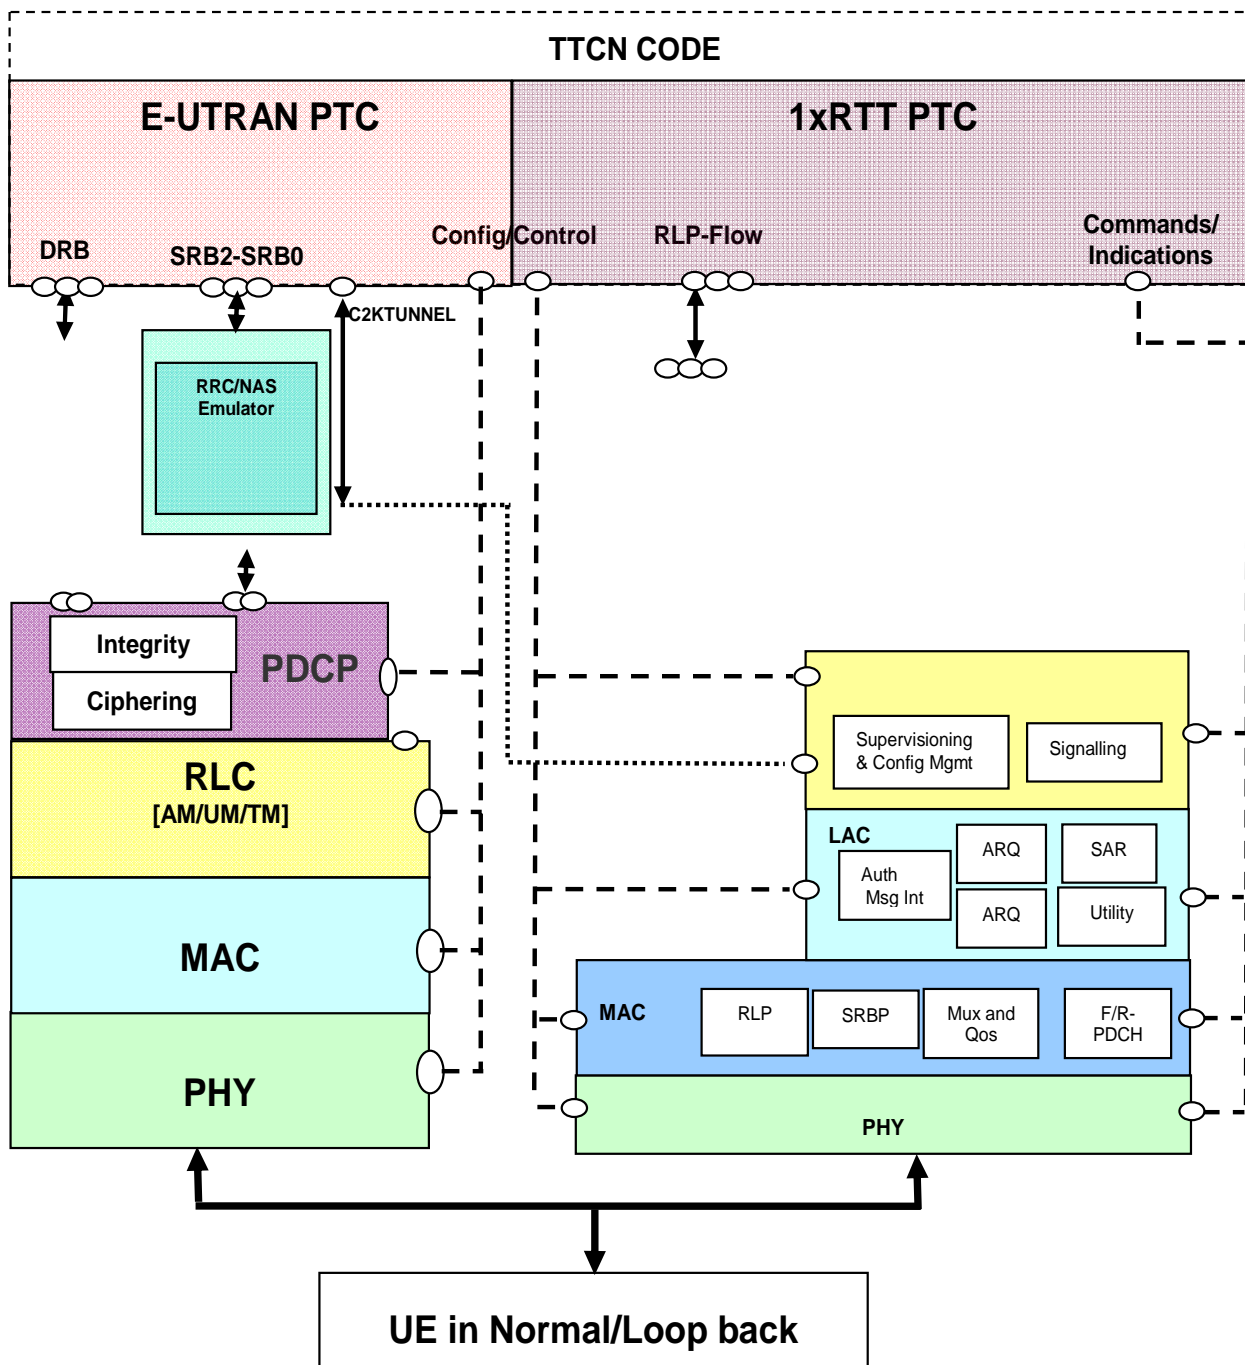 TTCN CODE
E-UTRAN PTC
1xRTT PTC
DRB
SRB2-SRB0
Config/Control
RLP-Flow
Commands/
Indications
C2KTUNNEL
RRC/NAS
Emulator
Integrity
Ciphering
PDCP
RLC
[AM/UM/TM]
MAC
PHY
Supervisioning
& Config Mgmt
Signalling
LAC
Auth
Msg Int
ARQ
SAR
ARQ
Utility
MAC
RLP
SRBP
Mux and
Qos
F/R-
PDCH
PHY
UE in Normal/Loop back